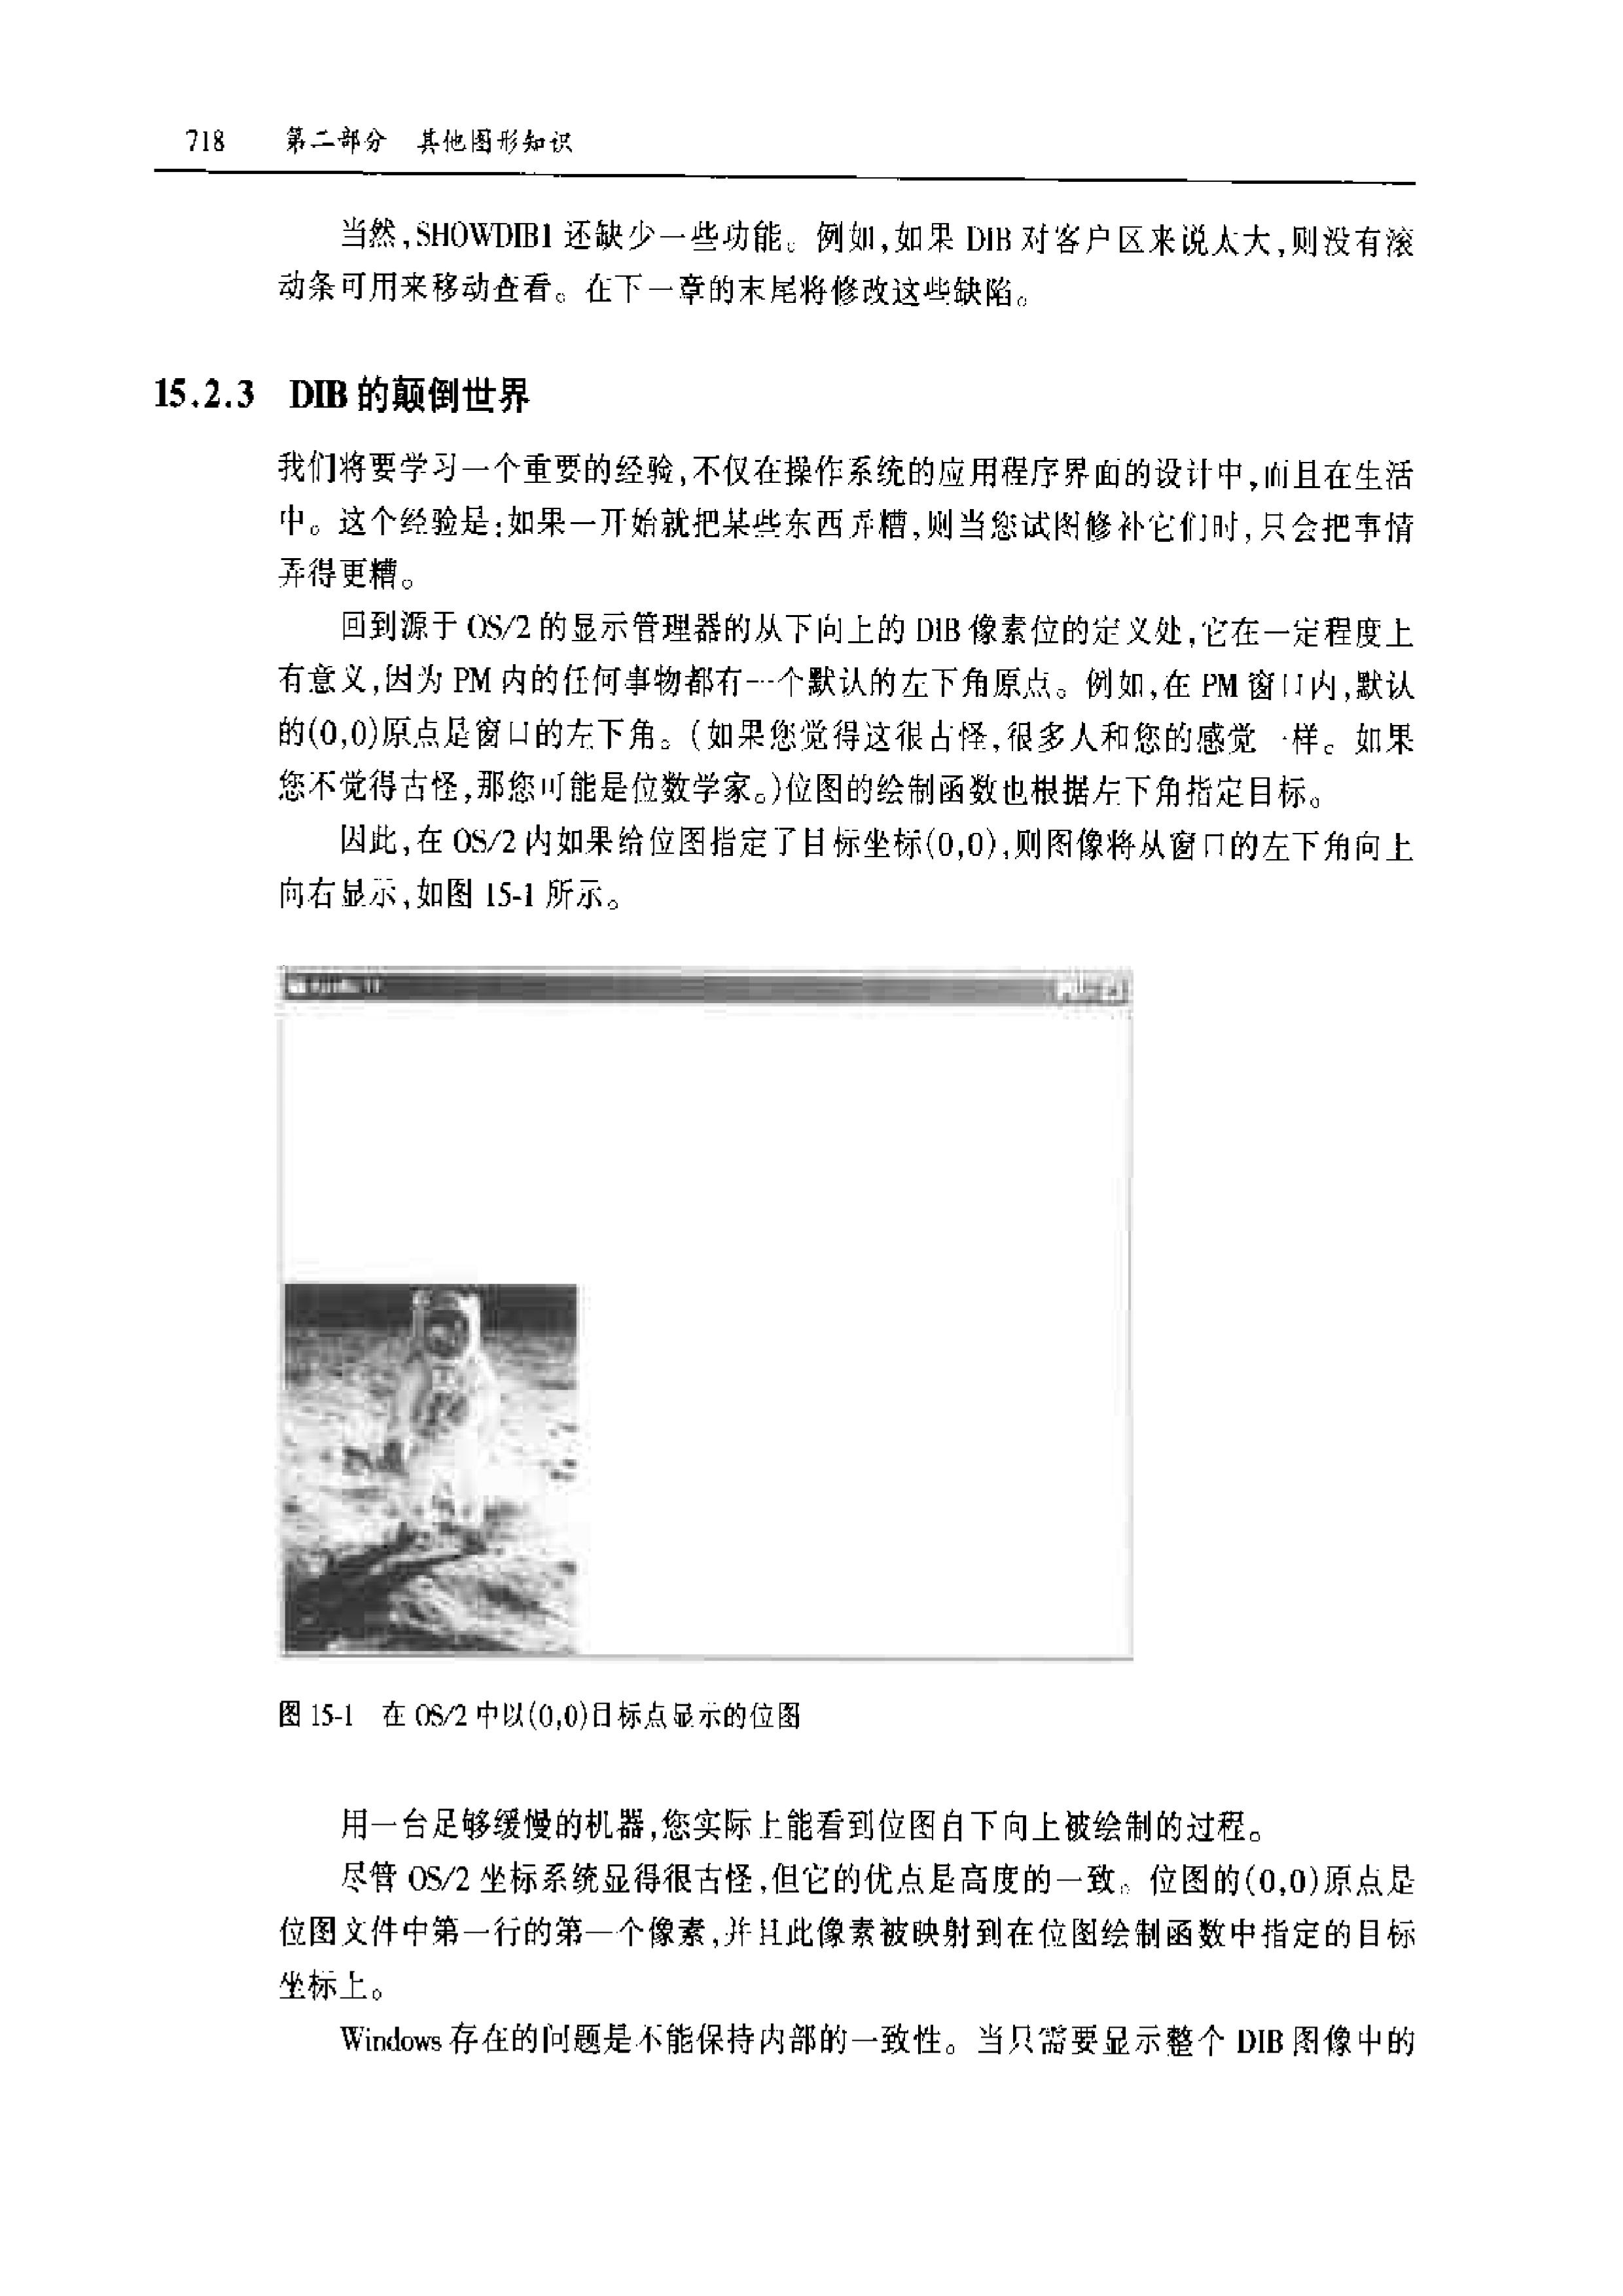 718 第二部分 其他图形知识
当然,SHOWDIB1 还缺少一些功能。例如,如果 DIB 对客户区来说太大,则没有滚
动条可用来移动查看。在下一章的末尾将修改这些缺陷。
15.2.3 DIB 的颠倒世界
我们将要学习一个重要的经验,不仅在操作系统的应用程序界面的设计中,而且在生活
中。这个经验是:如果一开始就把某些东西弄糟,则当您试图修补它们时,只会把事情
弄得更糟。
回到源于 OS/2 的显示管理器的从下向上的 DIB 像素位的定义处,它在一定程度上
有意义,因为 PM 内的任何事物都有一个默认的左下角原点。例如,在 PM 窗口内,默认
的(0,0)原点是窗口的左下角。(如果您觉得这很古怪,很多人和您的感觉一样。如果
您不觉得古怪,那您可能是位数学家。)位图的绘制函数也根据左下角指定目标。
因此,在 OS/2 内如果给位图指定了目标坐标(0,0),则图像将从窗口的左下角向上
向右显示,如图 15-1 所示。
图 15-1 在 OS/2 中以(0,0)目标点显示的位图
用一台足够缓慢的机器,您实际上能看到位图自下向上被绘制的过程。
尽管 OS/2 坐标系统显得很古怪,但它的优点是高度的一致。位图的(0,0)原点是
位图文件中第一行的第一个像素,并且此像素被映射到在位图绘制函数中指定的目标
坐标上。
Windows 存在的问题是不能保持内部的一致性。当只需要显示整个 DIB 图像中的